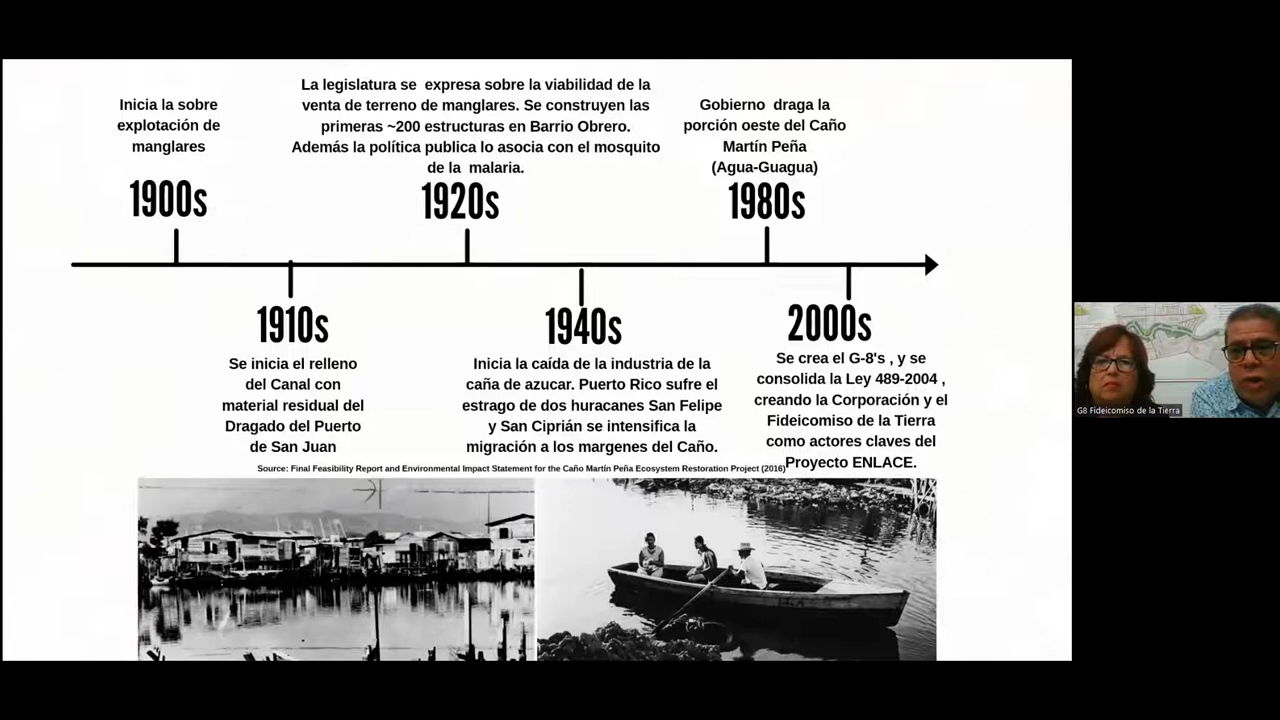 Inicia la sobre
explotación de
manglares
1900s
La legislatura se  expresa sobre la viabilidad de la
venta de terreno de manglares. Se construyen las
primeras ~200 estructuras en Barrio Obrero.
Además la política publica lo asocia con el mosquito
de la  malaria.
1920s
Gobierno  draga la
porción oeste del Caño
Martín Peña
(Agua-Guagua)
1980s
1910s
Se inicia el relleno
del Canal con
material residual del
Dragado del Puerto
de San Juan
1940s
Inicia la caída de la industria de la
caña de azucar. Puerto Rico sufre el
estrago de dos huracanes San Felipe
y San Ciprián se intensifica la
migración a los margenes del Caño.
2000s
Se crea el G-8's , y se
consolida la Ley 489-2004 ,
creando la Corporación y el
Fideicomiso de la Tierra
como actores claves del
Proyecto ENLACE.
Source: Final Feasibility Report and Environmental Impact Statement for the Caño Martín Peña Ecosystem Restoration Project (2016)
G8 Fideicomiso de la Tierra